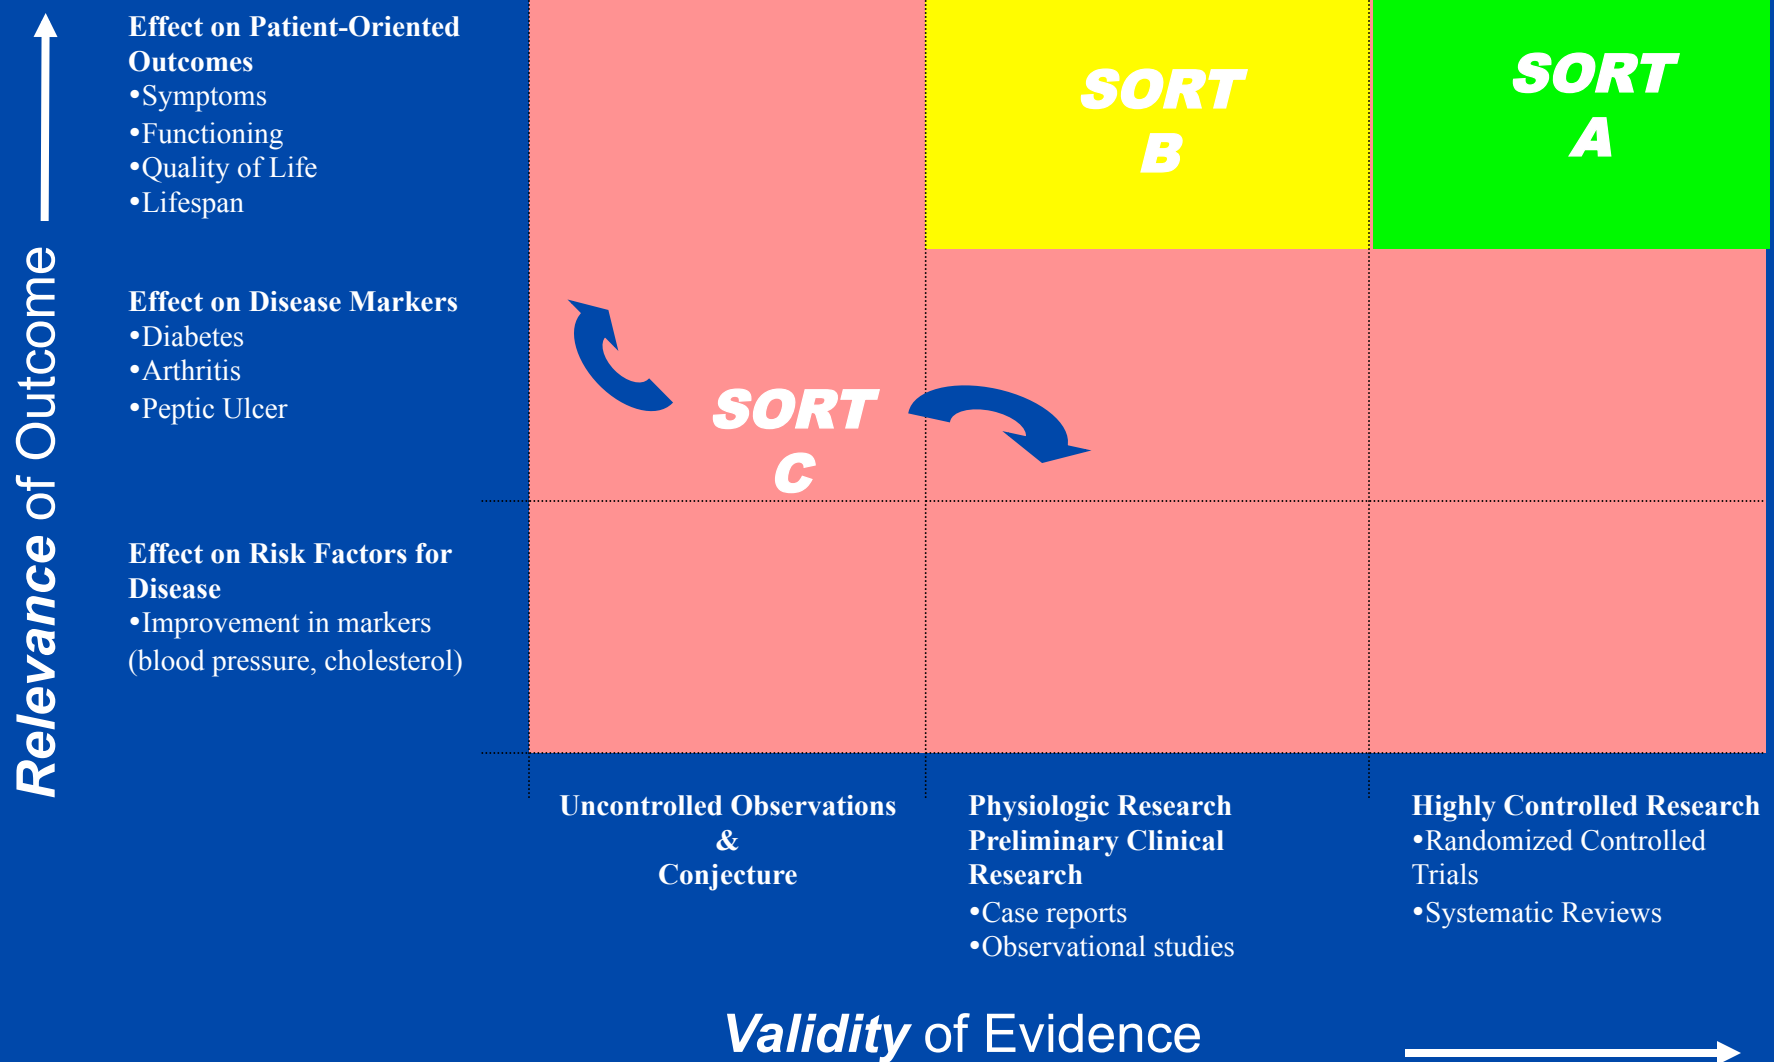 Effect on Patient-Oriented
Outcomes
•Symptoms
•Functioning
•Quality of Life
•Lifespan
SORT
B
SORT
A
Relevance of Outcome
Effect on Disease Markers
•Diabetes
•Arthritis
•Peptic Ulcer
SORT
C
Effect on Risk Factors for
Disease
•Improvement in markers
(blood pressure, cholesterol)
Uncontrolled Observations
&
Conjecture
Physiologic Research
Preliminary Clinical
Research
•Case reports
•Observational studies
Highly Controlled Research
•Randomized Controlled
Trials
•Systematic Reviews
Validity of Evidence